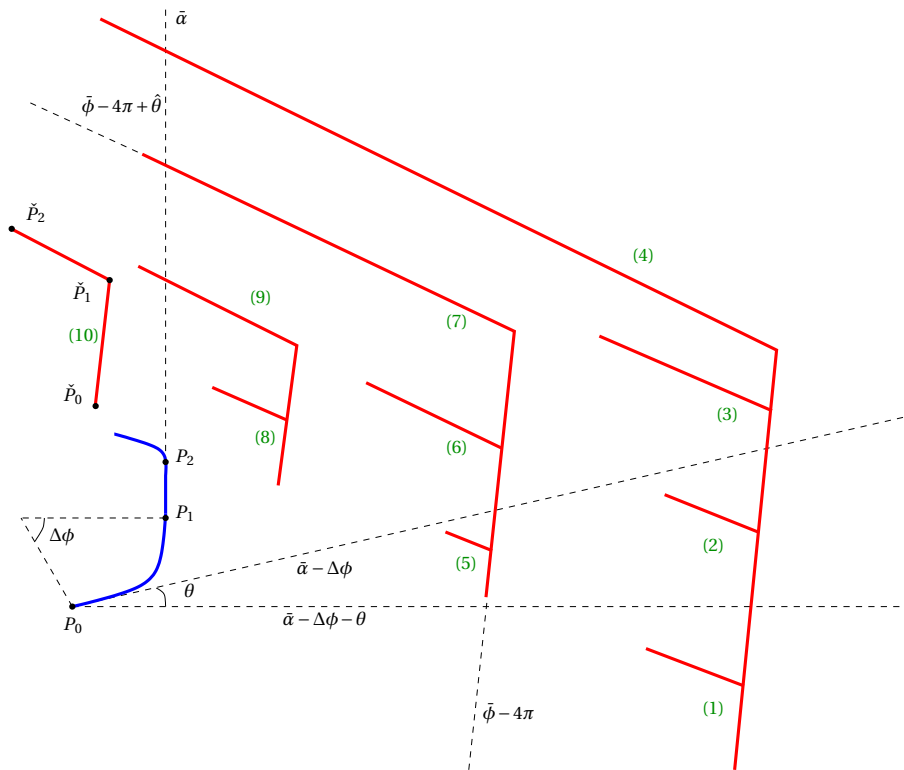 ᾱ
ϕ̄ − 4π + θ̂
P̌₂
(4)
P̌₁
(9)
(7)
(10)
P̌₀
(3)
(8)
(6)
P₂
P₁
Δϕ
(2)
(5)
ᾱ − Δϕ
θ
P₀
ᾱ − Δϕ − θ
(1)
ϕ̄ − 4π